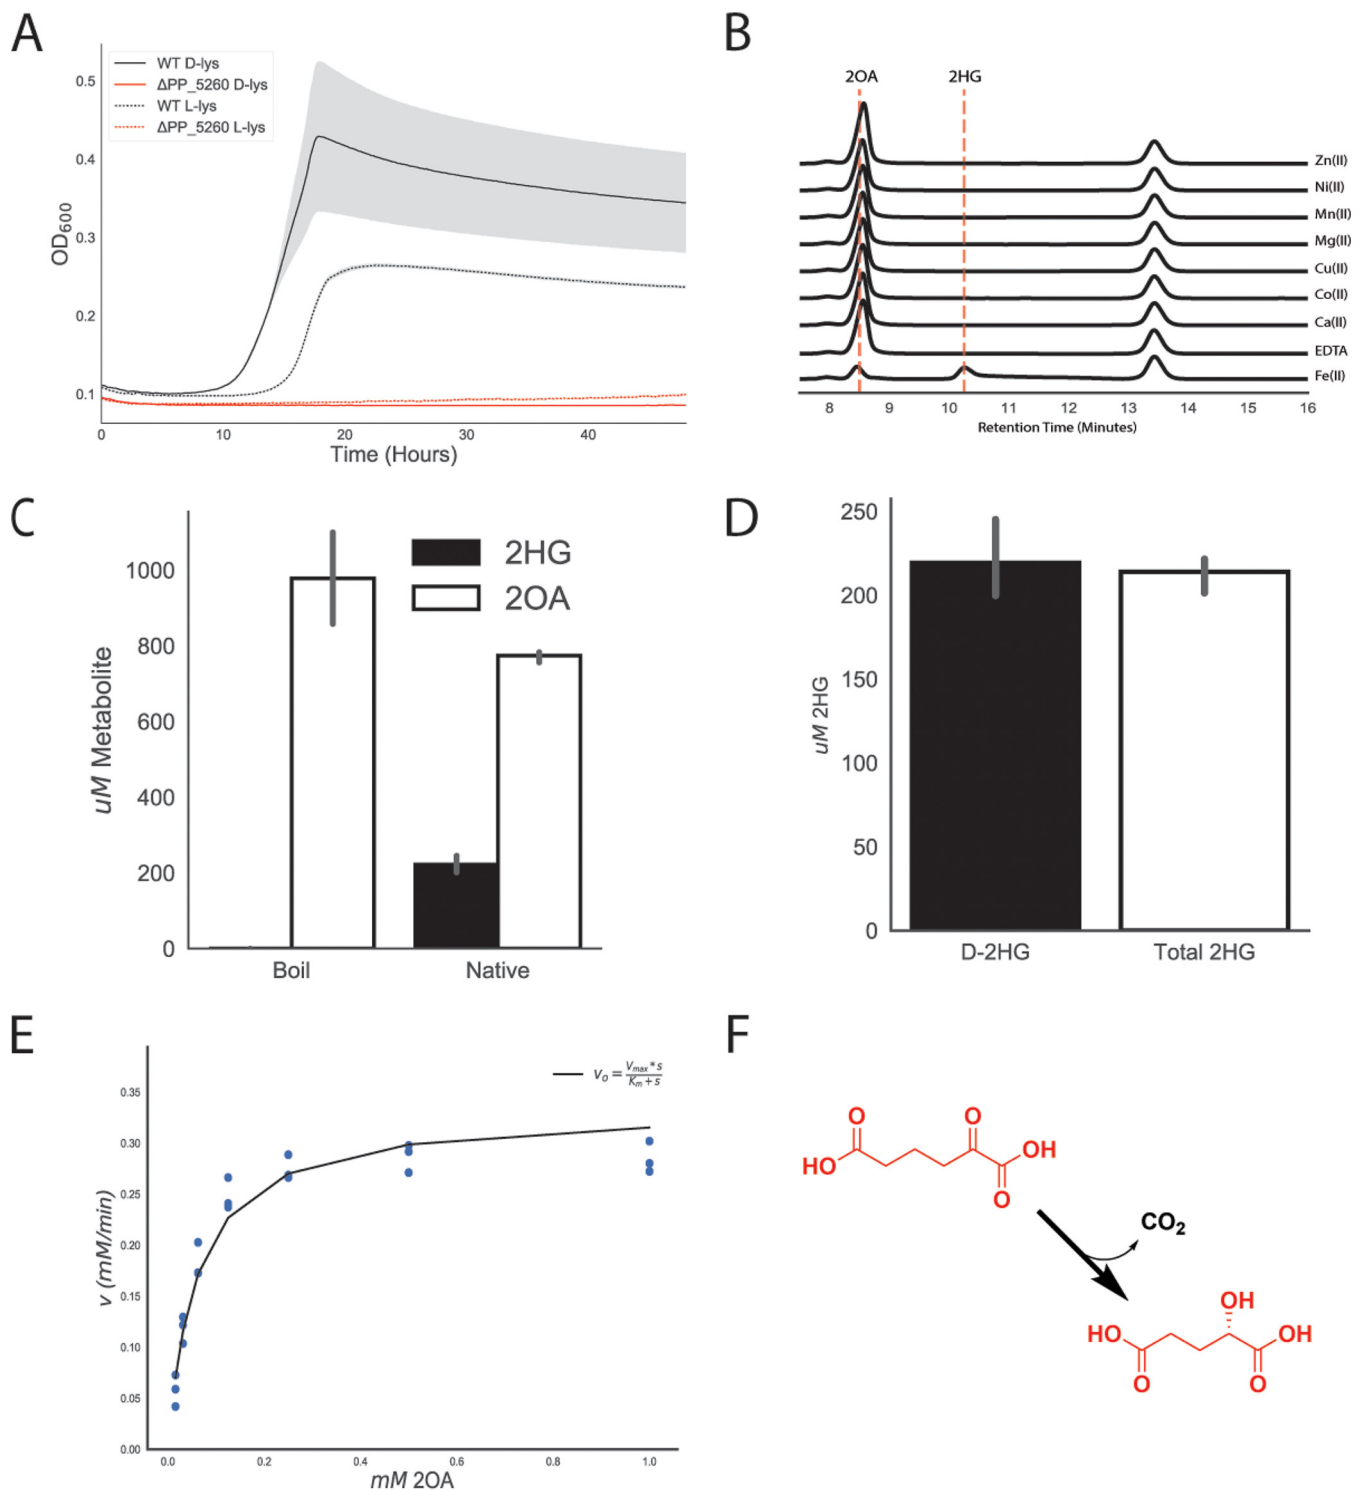 A
WT D-lys
ΔPP_5260 D-lys
WT L-lys
ΔPP_5260 L-lys
0.5
0.4
0.3
0.2
0.1
OD600
0 10 20 30 40
Time (Hours)
B
2OA 2HG
Zn(II)
Ni(II)
Mn(II)
Mg(II)
Cu(II)
Co(II)
Ca(II)
EDTA
Fe(II)
8 9 10 11 12 13 14 15 16
Retention Time (Minutes)
C
2HG
2OA
1000
800
600
400
200
0
uM Metabolite
Boil Native
D
250
200
150
100
50
0
uM 2HG
D-2HG Total 2HG
E
v₀ = Vmax * s / Km + s
0.35
0.30
0.25
0.20
0.15
0.10
0.05
0.00
v (mM/min)
0.0 0.2 0.4 0.6 0.8 1.0
mM 2OA
F
O O
HO OH
O
CO2
OH
HO OH
O O